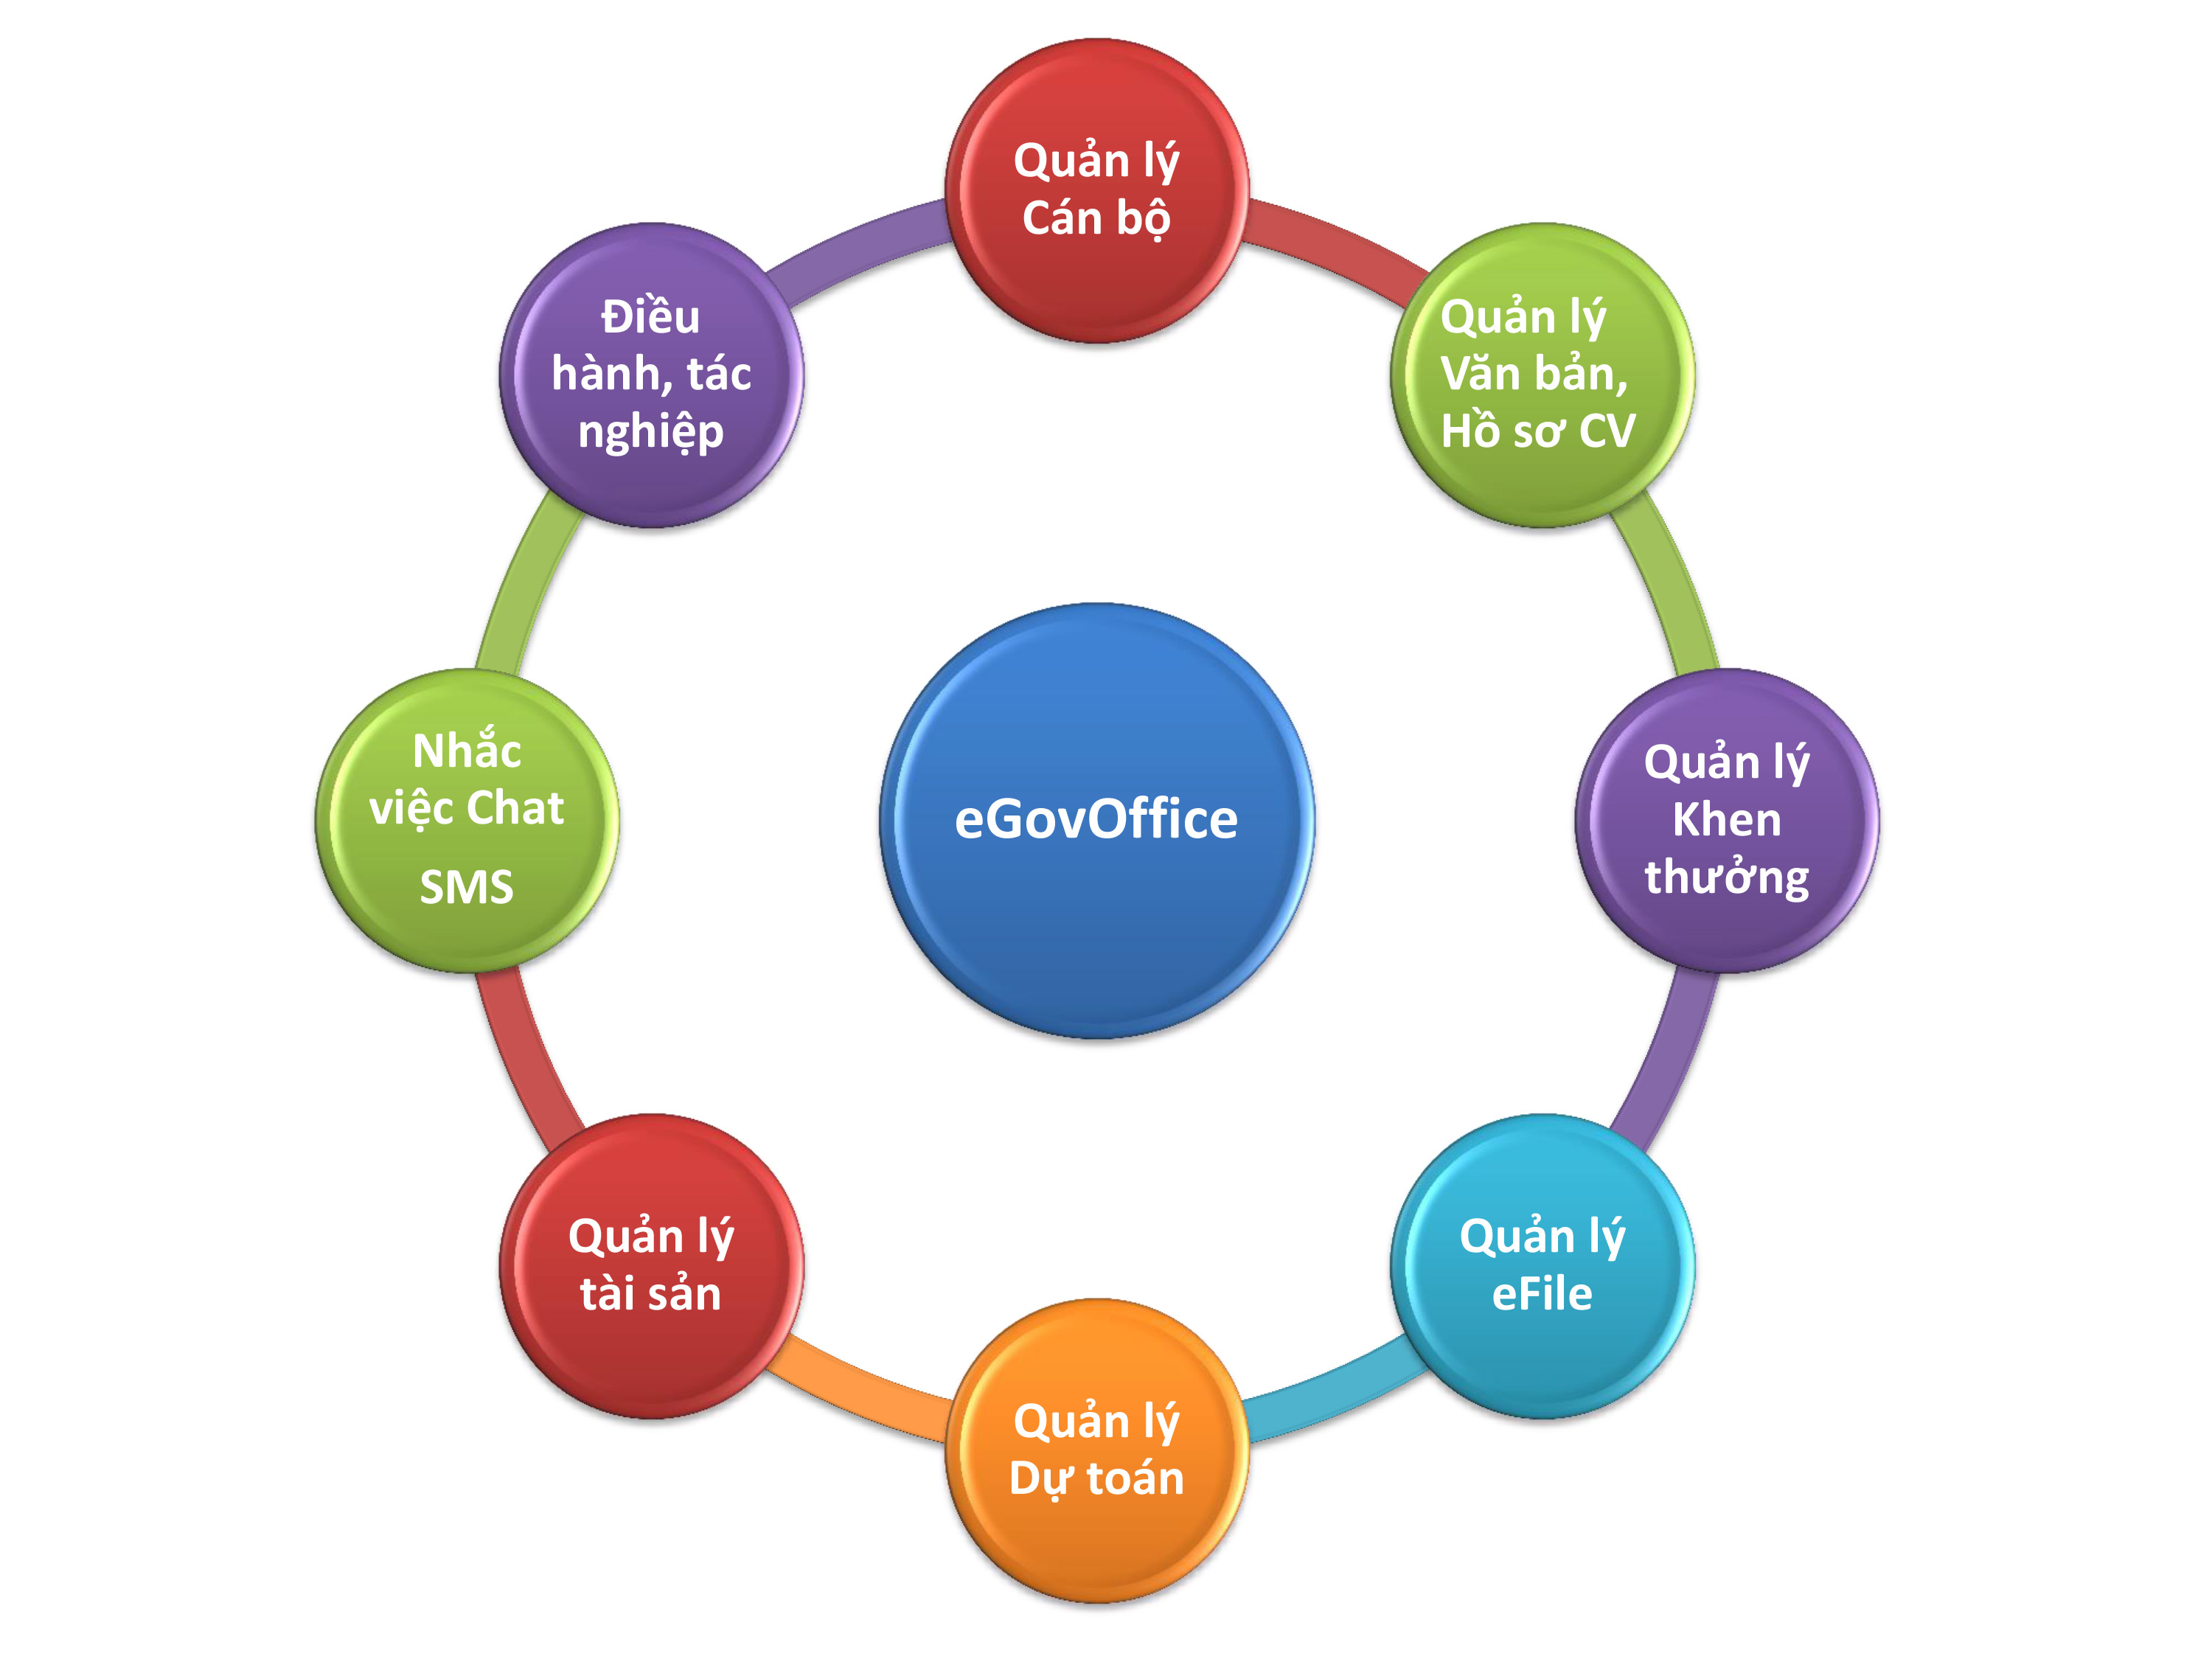 Quản lý
Cán bộ
Quản lý
Văn bản,
Hồ sơ CV
Quản lý
Khen
thưởng
Quản lý
eFile
Quản lý
Dự toán
Quản lý
tài sản
Nhắc
việc Chat
SMS
Điều
hành, tác
nghiệp
eGovOffice